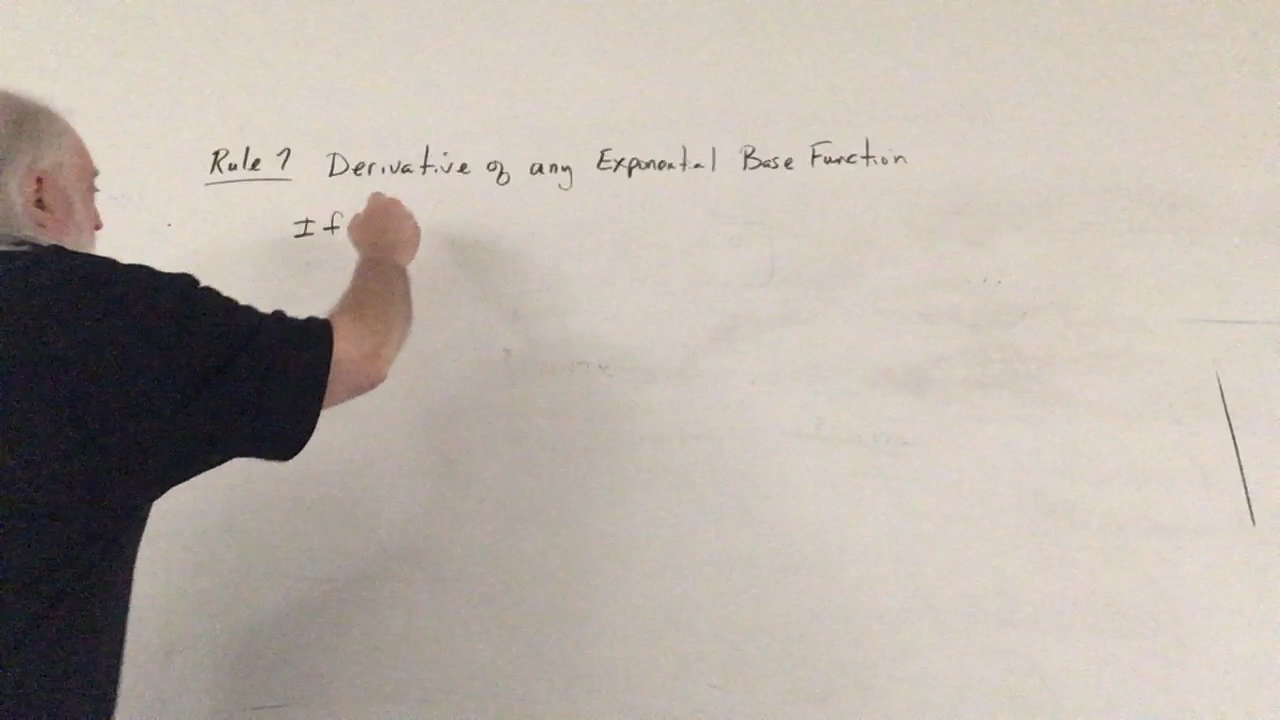 Rule 7 Derivative of any Exponential Base Function
If